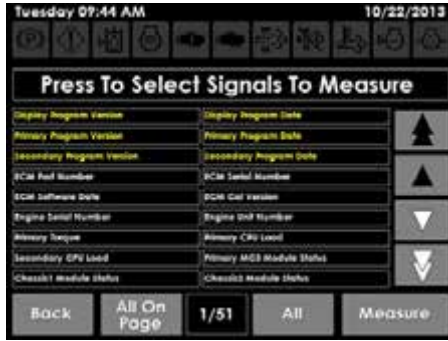 Tuesday 09:44 AM 10/22/2013
Press To Select Signals To Measure
Display Program Version Display Program Date
Primary Program Version Primary Program Date
Secondary Program Version Secondary Program Date
ECM Part Number ECM Serial Number
ECM Software Date ECM Cal Version
Engine Serial Number Engine Unit Number
Primary Torque Primary CPU Load
Secondary CPU Load Primary MG3 Module Status
Chassis1 Module Status Chassis2 Module Status
Back All On Page 1/51 All Measure